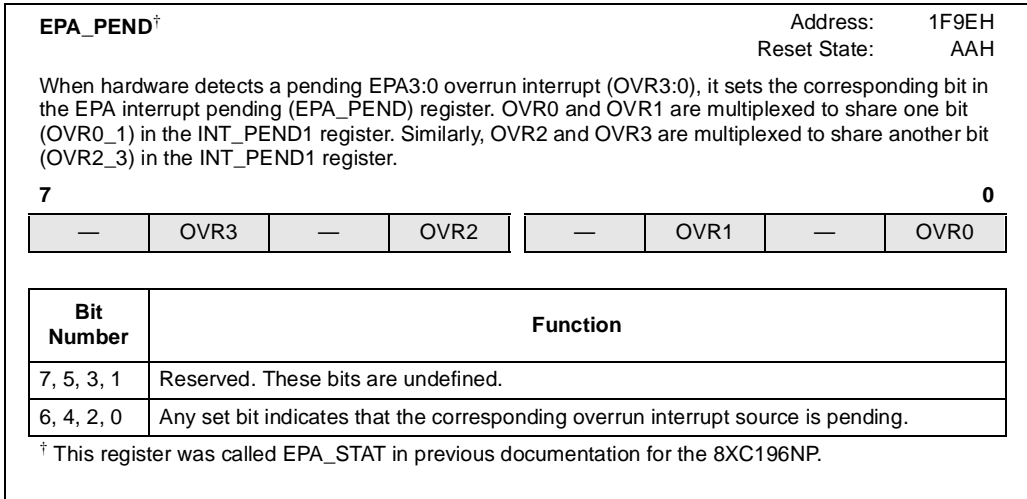 EPA_PEND†
Address: 1F9EH
Reset State: AAH
When hardware detects a pending EPA3:0 overrun interrupt (OVR3:0), it sets the corresponding bit in
the EPA interrupt pending (EPA_PEND) register. OVR0 and OVR1 are multiplexed to share one bit
(OVR0_1) in the INT_PEND1 register. Similarly, OVR2 and OVR3 are multiplexed to share another bit
(OVR2_3) in the INT_PEND1 register.
7 0
— OVR3 — OVR2 — OVR1 — OVR0
Bit
Number
Function
7, 5, 3, 1 Reserved. These bits are undefined.
6, 4, 2, 0 Any set bit indicates that the corresponding overrun interrupt source is pending.
† This register was called EPA_STAT in previous documentation for the 8XC196NP.